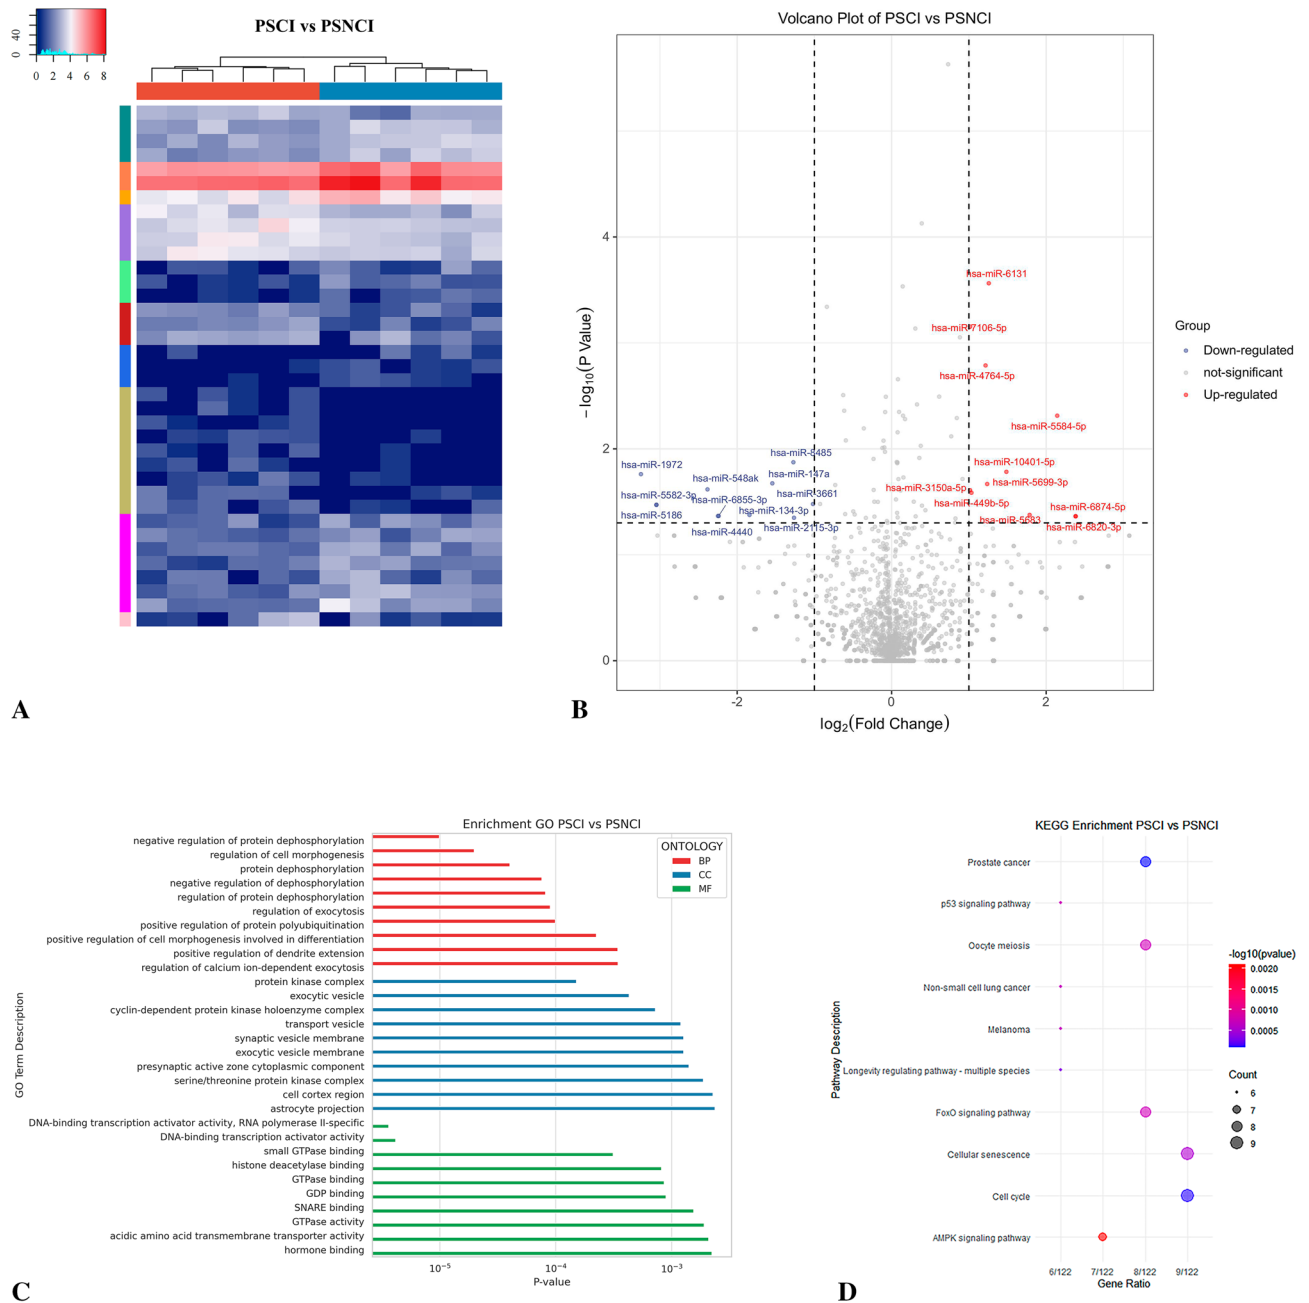 PSCI vs PSNCI
0 40
0 2 4 6 8
A
Volcano Plot of PSCI vs PSNCI
−log10(P Value)
4
2
0
-2
0
2
log2(Fold Change)
hsa-miR-6131
hsa-miR-7106-5p
hsa-miR-4764-5p
hsa-miR-5584-5p
hsa-miR-10401-5p
hsa-miR-5699-3p
hsa-miR-3150a-5p
hsa-miR-449b-5p
hsa-miR-6874-5p
hsa-miR-5683
hsa-miR-6820-3p
hsa-miR-8485
hsa-miR-1972
hsa-miR-147a
hsa-miR-548ak
hsa-miR-3661
hsa-miR-5582-3p
hsa-miR-6855-3p
hsa-miR-134-3p
hsa-miR-5186
hsa-miR-2115-3p
hsa-miR-4440
Group
Down-regulated
not-significant
Up-regulated
B
Enrichment GO PSCI vs PSNCI
GO Term Description
negative regulation of protein dephosphorylation
regulation of cell morphogenesis
protein dephosphorylation
negative regulation of dephosphorylation
regulation of protein dephosphorylation
regulation of exocytosis
positive regulation of protein polyubiquitination
positive regulation of cell morphogenesis involved in differentiation
positive regulation of dendrite extension
regulation of calcium ion-dependent exocytosis
protein kinase complex
exocytic vesicle
cyclin-dependent protein kinase holoenzyme complex
transport vesicle
synaptic vesicle membrane
exocytic vesicle membrane
presynaptic active zone cytoplasmic component
serine/threonine protein kinase complex
cell cortex region
astrocyte projection
DNA-binding transcription activator activity, RNA polymerase II-specific
DNA-binding transcription activator activity
small GTPase binding
histone deacetylase binding
GTPase binding
GDP binding
SNARE binding
GTPase activity
acidic amino acid transmembrane transporter activity
hormone binding
ONTOLOGY
BP
CC
MF
10−5 10−4 10−3
P-value
C
KEGG Enrichment PSCI vs PSNCI
Pathway Description
Prostate cancer
p53 signaling pathway
Oocyte meiosis
Non-small cell lung cancer
Melanoma
Longevity regulating pathway - multiple species
FoxO signaling pathway
Cellular senescence
Cell cycle
AMPK signaling pathway
6/122 7/122 8/122 9/122
Gene Ratio
-log10(pvalue)
0.0020
0.0015
0.0010
0.0005
Count
6
7
8
9
D